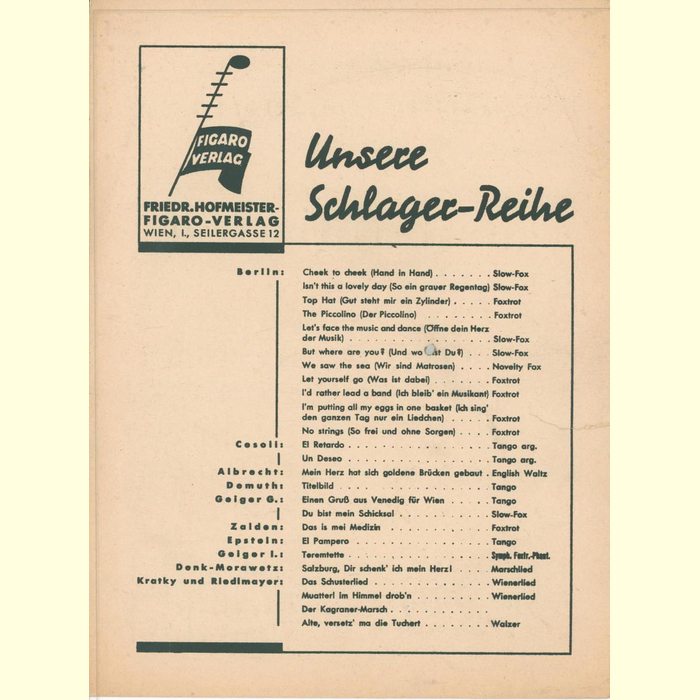 FIGARO
VERLAG
FRIEDR. HOFMEISTER-
FIGARO-VERLAG
WIEN, I., SEILERGASSE 12
Unsere
Schlager-Reihe
Berlin: Cheek to cheek (Hand in Hand) . . . . . . . Slow-Fox
Isn't this a lovely day (So ein grauer Regentag) Slow-Fox
Top Hat (Gut steht mir ein Zylinder) . . . . . Foxtrot
The Piccolino (Der Piccolino) . . . . . . . . . Foxtrot
Let's face the music and dance (Öffne dein Herz
der Musik) . . . . . . . . . . . . . . . . . Slow-Fox
But where are you? (Und wo Du?) . . . . Slow-Fox
We saw the sea (Wir sind Matrosen) . . . . Novelty Fox
Let yourself go (Was ist dabei) . . . . . . . . Foxtrot
I'd rather lead a band (Ich bleib' ein Musikant) Foxtrot
I'm putting all my eggs in one basket (Ich sing'
den ganzen Tag nur ein Liedchen) . . . . . Foxtrot
No strings (So frei und ohne Sorgen) . . . . Foxtrot
Cesoli: El Retardo . . . . . . . . . . . . . . . . . Tango arg.
Un Deseo . . . . . . . . . . . . . . . . . . Tango arg.
Albrecht: Mein Herz hat sich goldene Brücken gebaut . English Waltz
Demuth: Titelbild . . . . . . . . . . . . . . . . . . Tango
Geiger G.: Einen Gruß aus Venedig für Wien . . . . . Tango
Du bist mein Schicksal . . . . . . . . . . . Slow-Fox
Zaiden: Das is mei Medizin . . . . . . . . . . . . . Foxtrot
Epstein: El Pampero . . . . . . . . . . . . . . . . . Tango
Geiger I.: Teremtette . . . . . . . . . . . . . . . . . Symph. Foxtr.-Phant.
Denk-Morawetz: Salzburg, Dir schenk' ich mein Herz! . . . . Marschlied
Kratky und Riedlmayer: Das Schusterlied . . . . . . . . . . . . . . Wienerlied
Muatterl im Himmel drob'n . . . . . . . . . Wienerlied
Der Kagraner-Marsch . . . . . . . . . . . .
Alte, versetz' ma die Tuchert . . . . . . . . Walzer